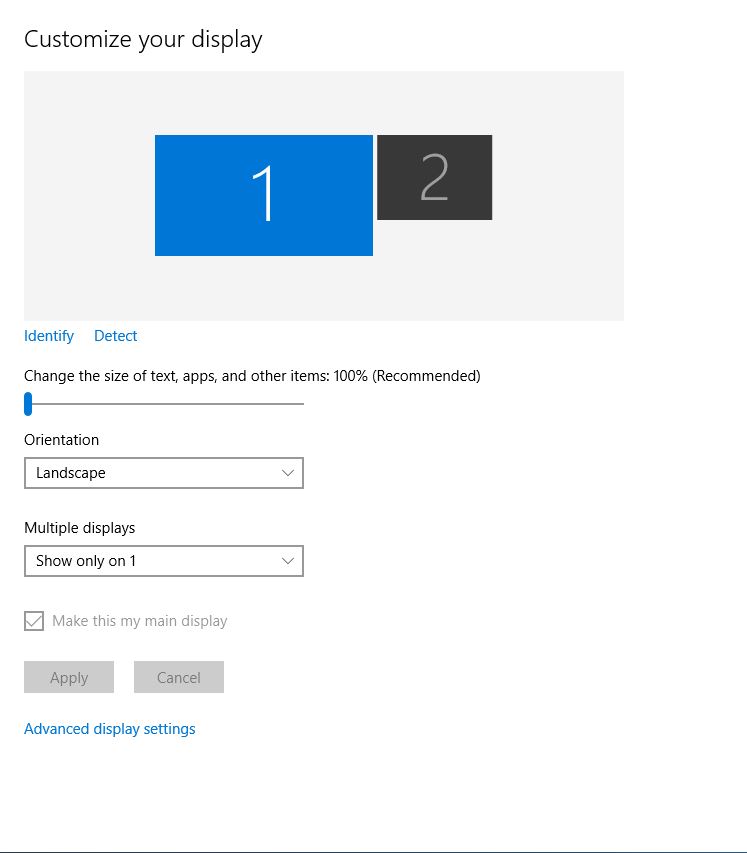 Customize your display
1
2
Identify Detect
Change the size of text, apps, and other items: 100% (Recommended)
Orientation
Landscape
Multiple displays
Show only on 1
Make this my main display
Apply Cancel
Advanced display settings